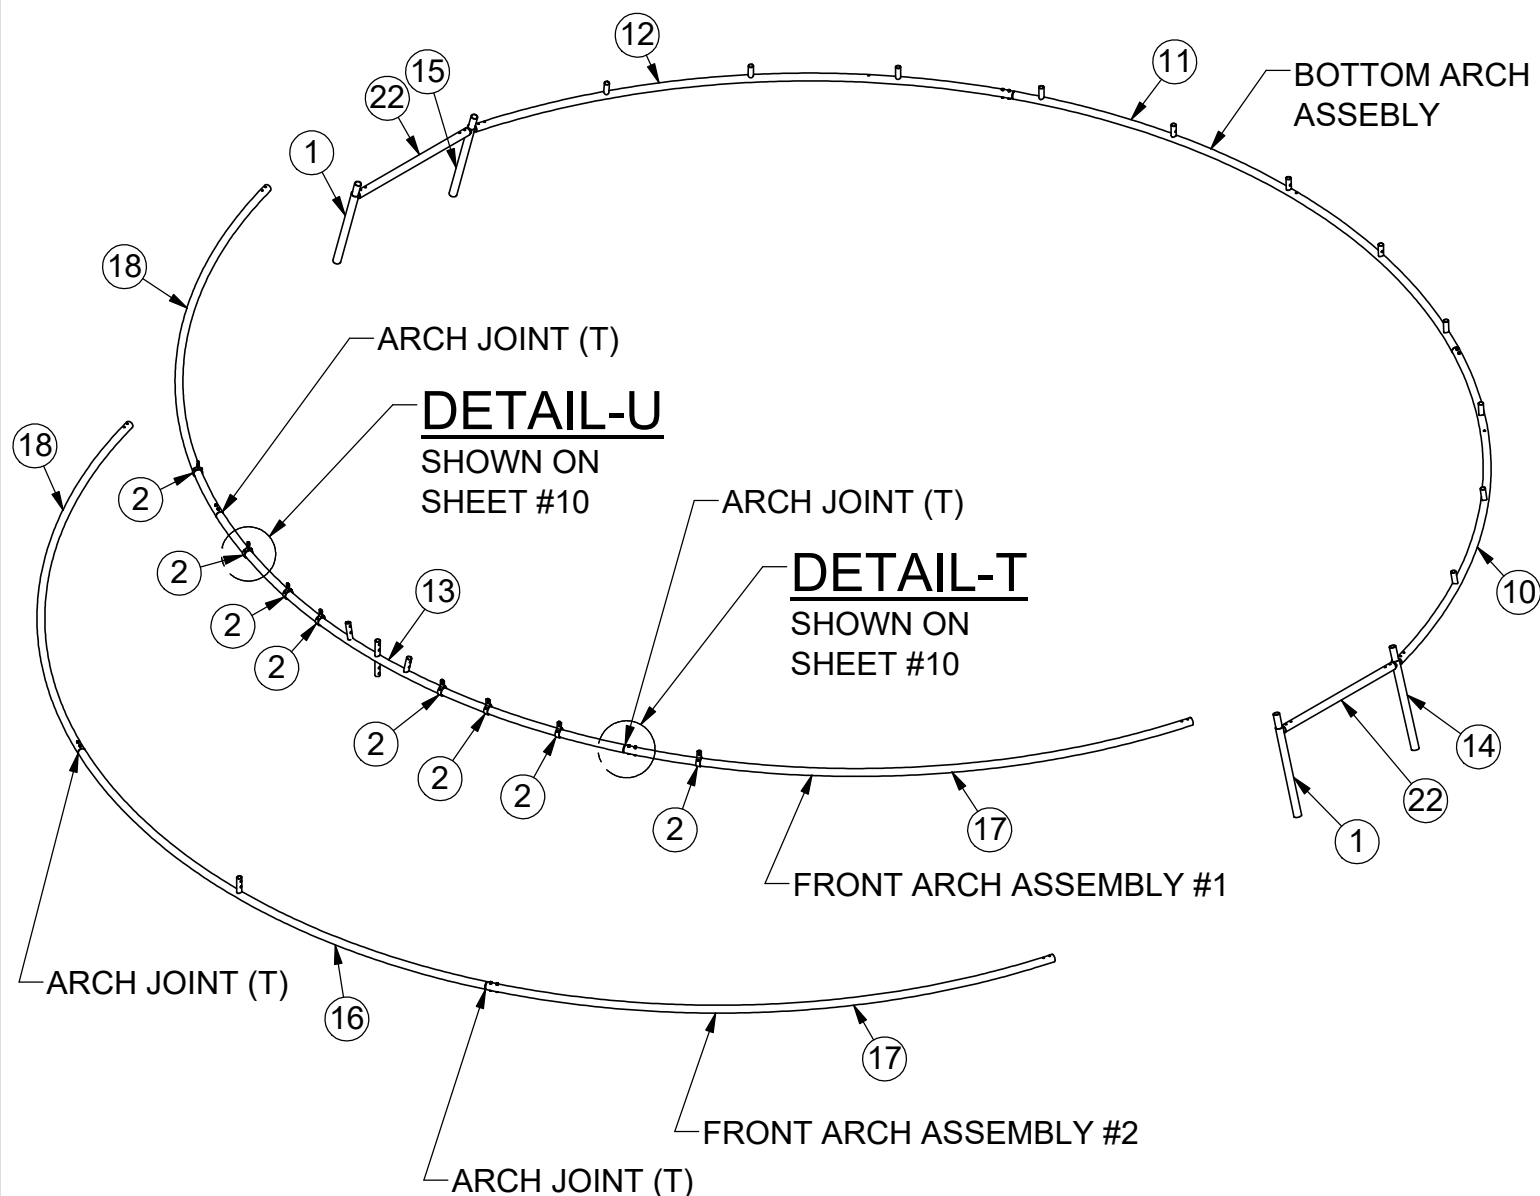 12
11
BOTTOM ARCH
ASSEBLY
15
22
1
18
ARCH JOINT (T)
DETAIL-U
SHOWN ON
SHEET #10
18
2
ARCH JOINT (T)
2
DETAIL-T
SHOWN ON
SHEET #10
10
13
2
2
2
2
2
2
17
14
22
1
FRONT ARCH ASSEMBLY #1
ARCH JOINT (T)
16
17
FRONT ARCH ASSEMBLY #2
ARCH JOINT (T)